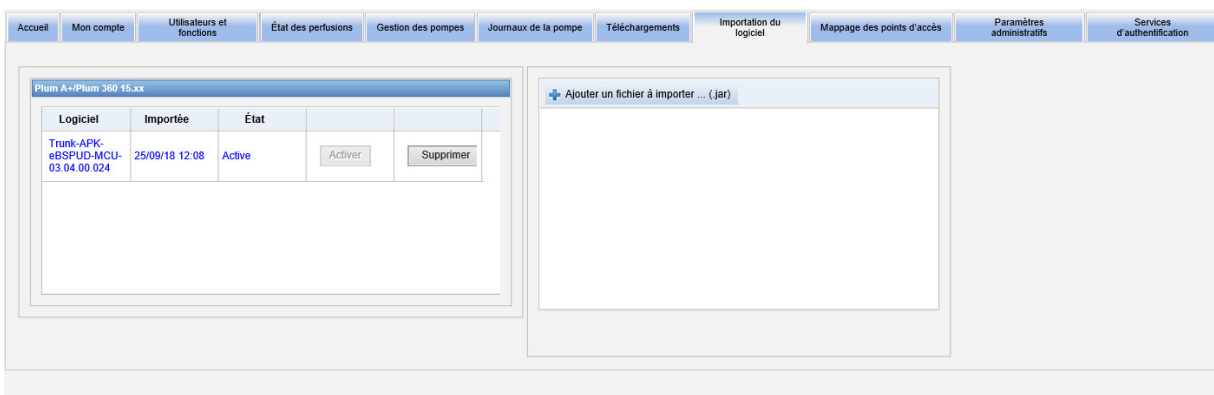 Accueil
Mon compte
Utilisateurs et
fonctions
État des perfusions
Gestion des pompes
Journaux de la pompe
Téléchargements
Importation du
logiciel
Mappage des points d'accès
Paramètres
administratifs
Services
d'authentification
Plum A+/Plum 360 15.xx
Logiciel Importée État
Trunk-APK-
eBSPUD-MCU-
03.04.00.024
25/09/18 12:08
Active
Activer
Supprimer
Ajouter un fichier à importer ... (.jar)